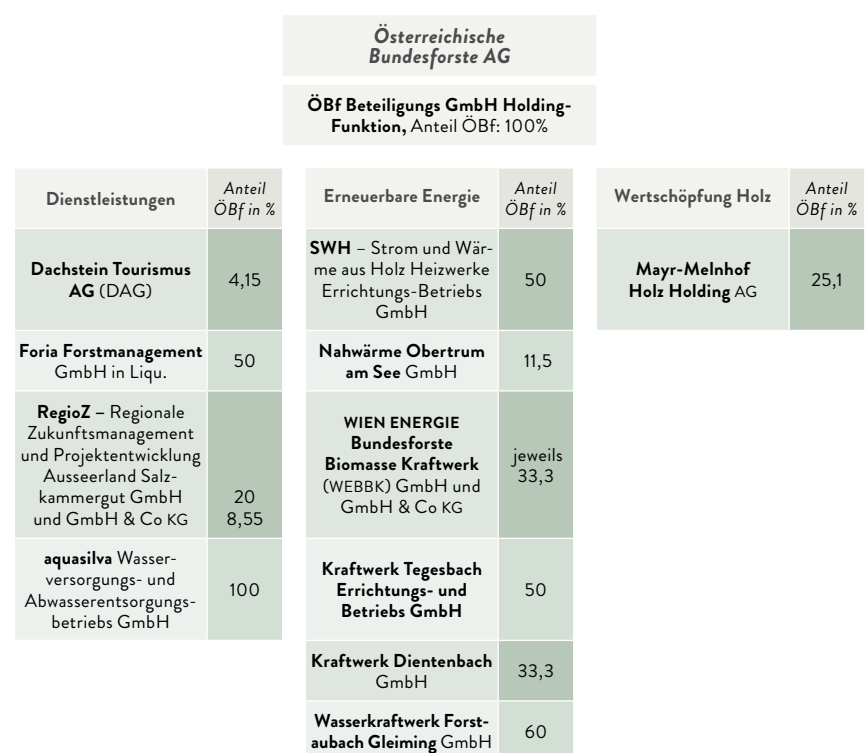 Österreichische
Bundesforste AG
ÖBf Beteiligungs GmbH Holding-
Funktion, Anteil ÖBf: 100%
Dienstleistungen
Anteil
ÖBf in %
Dachstein Tourismus
AG (DAG)
4,15
Foria Forstmanagement
GmbH in Liqu.
50
RegioZ – Regionale
Zukunftsmanagement
und Projektentwicklung
Ausseerland Salz-
kammergut GmbH
und GmbH & Co KG
20
8,55
aquasilva Wasser-
versorgungs- und
Abwasserentsorgungs-
betriebs GmbH
100
Erneuerbare Energie
Anteil
ÖBf in %
SWH – Strom und Wär-
me aus Holz Heizwerke
Errichtungs-Betriebs
GmbH
50
Nahwärme Obertrum
am See GmbH
11,5
WIEN ENERGIE
Bundesforste
Biomasse Kraftwerk
(WEBBK) GmbH und
GmbH & Co KG
jeweils
33,3
Kraftwerk Tegesbach
Errichtungs- und
Betriebs GmbH
50
Kraftwerk Dientenbach
GmbH
33,3
Wasserkraftwerk Forst-
aubach Gleiming GmbH
60
Wertschöpfung Holz
Anteil
ÖBf in %
Mayr-Melnhof
Holz Holding AG
25,1